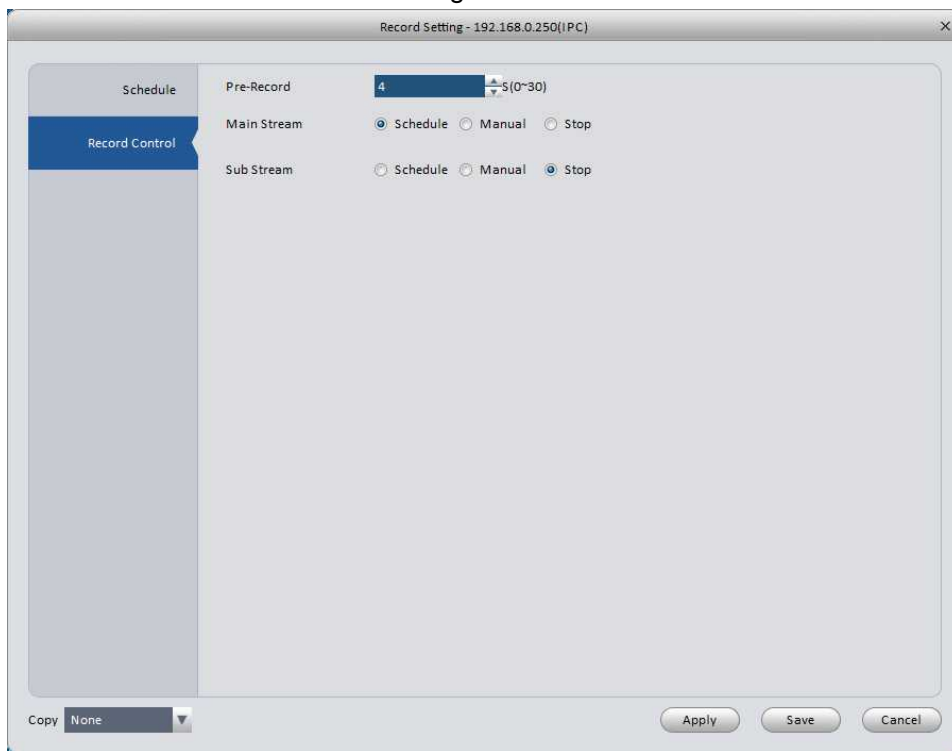 Record Setting - 192.168.0.250(IPC)
Schedule
Record Control
Pre-Record 4 S(0~30)
Main Stream Schedule Manual Stop
Sub Stream Schedule Manual Stop
Copy None Apply Save Cancel